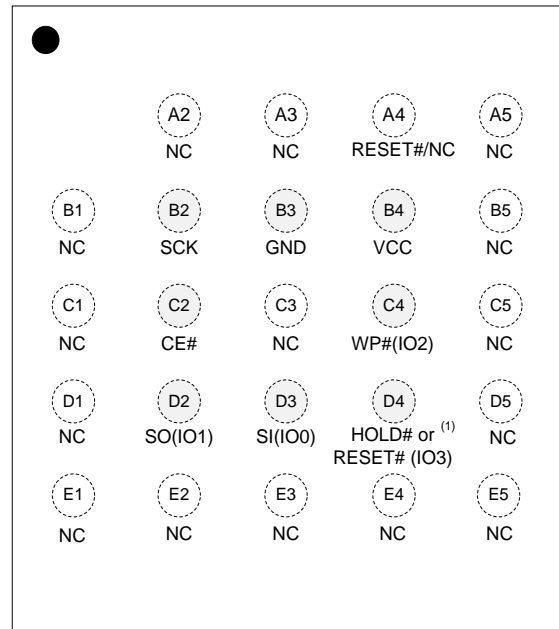 A2 A3 A4 A5
NC NC RESET#/NC NC
B1 B2 B3 B4 B5
NC SCK GND VCC NC
C1 C2 C3 C4 C5
NC CE# NC WP#(IO2) NC
D1 D2 D3 D4 D5
NC SO(IO1) SI(IO0) HOLD# or (1) NC
RESET# (IO3)
E1 E2 E3 E4 E5
NC NC NC NC NC